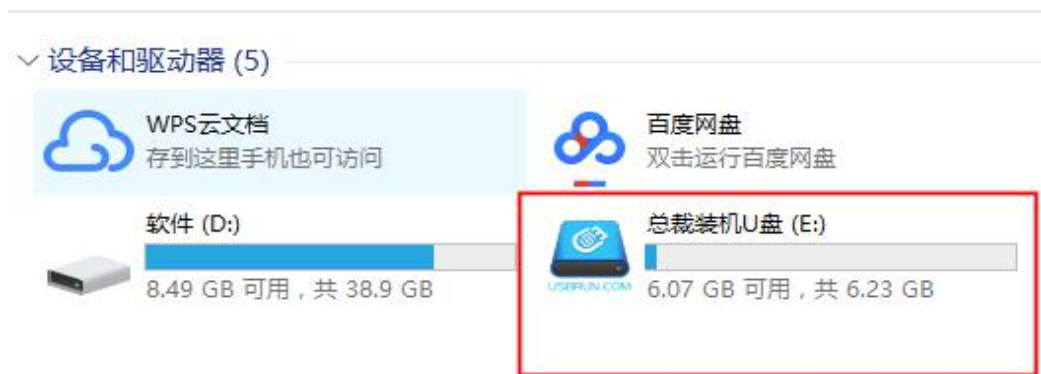 设备和驱动器 (5)
WPS云文档
存到这里手机也可访问
百度网盘
双击运行百度网盘
软件 (D:)
8.49 GB 可用，共 38.9 GB
总裁装机U盘 (E:)
USBRUN.COM
6.07 GB 可用，共 6.23 GB